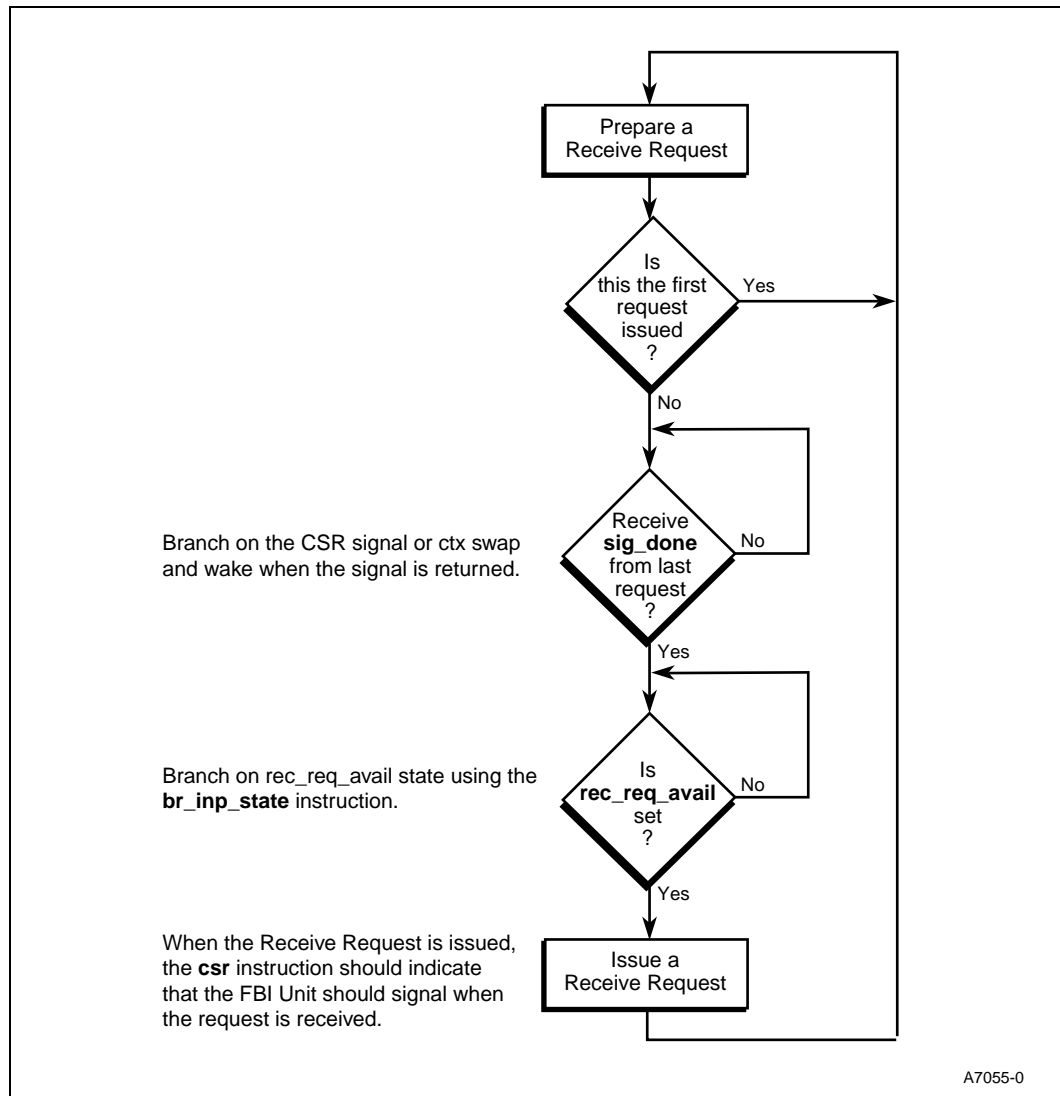 Prepare a
Receive Request
Is
this the first
request
issued
?
Yes
No
Branch on the CSR signal or ctx swap
and wake when the signal is returned.
Receive
sig_done
from last
request
?
No
Yes
Branch on rec_req_avail state using the
br_inp_state instruction.
Is
rec_req_avail
set
?
No
Yes
When the Receive Request is issued,
the csr instruction should indicate
that the FBI Unit should signal when
the request is received.
Issue a
Receive Request
A7055-0